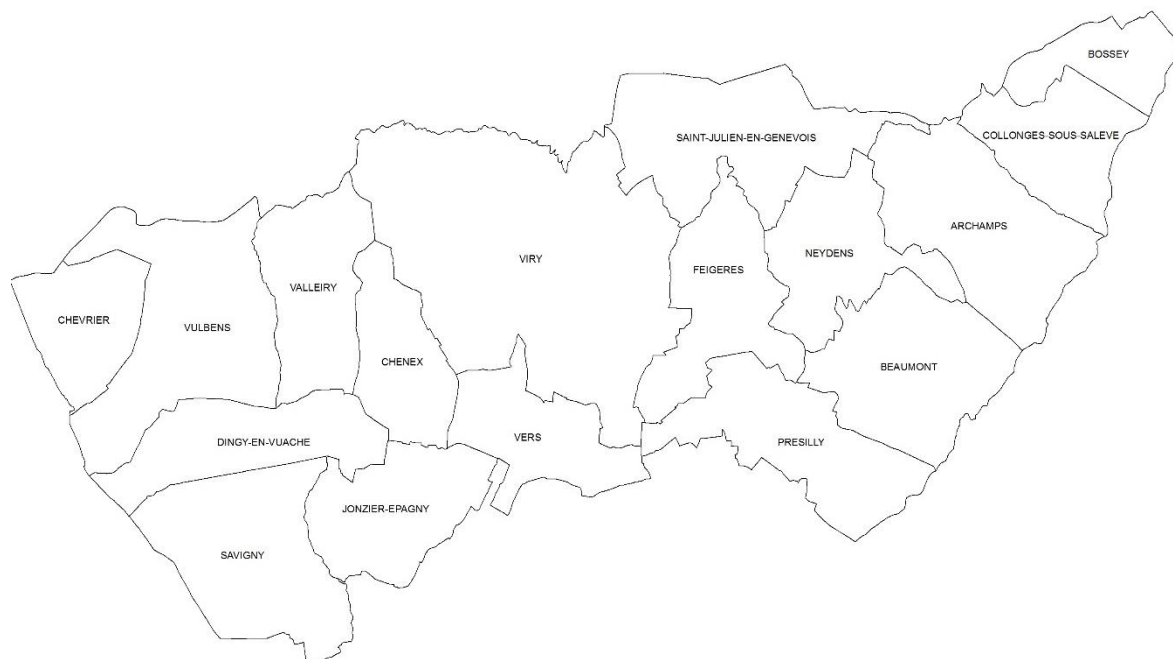 BOSSEY
COLLONGES-SOUS-SALEVE
SAINT-JULIEN-EN-GENEVOIS
ARCHAMPS
NEYDENS
VIRY
FEIGERES
VALLEIRY
CHEVRIER
VULBENS
CHENEX
BEAUMONT
VERS
DINGY-EN-VUACHE
PRESILLY
JONZIER-EPAGNY
SAVIGNY